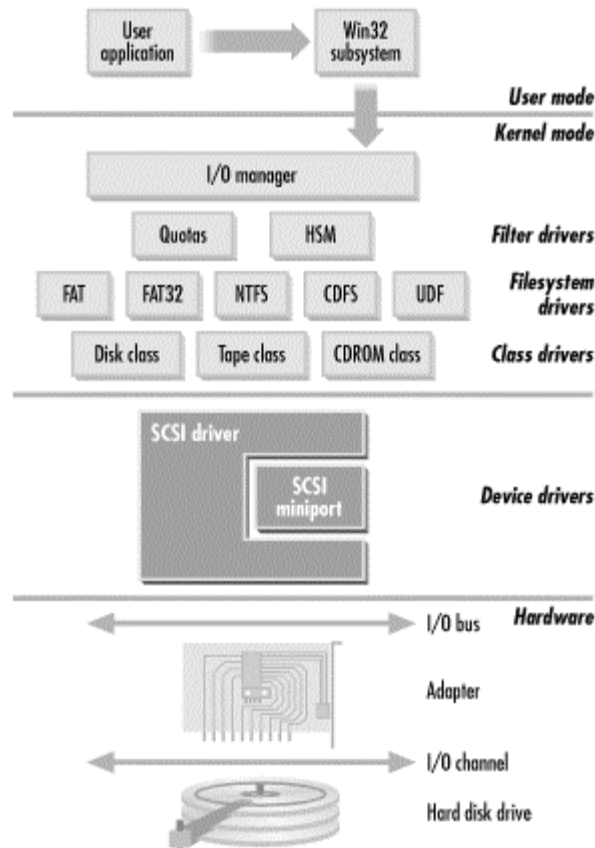 User
application
Win32
subsystem
User mode
Kernel mode
I/O manager
Quotas
HSM
Filter drivers
FAT
FAT32
NTFS
CDFS
UDF
Filesystem
drivers
Disk class
Tape class
CDROM class
Class drivers
SCSI driver
SCSI
miniport
Device drivers
I/O bus
Hardware
Adapter
I/O channel
Hard disk drive